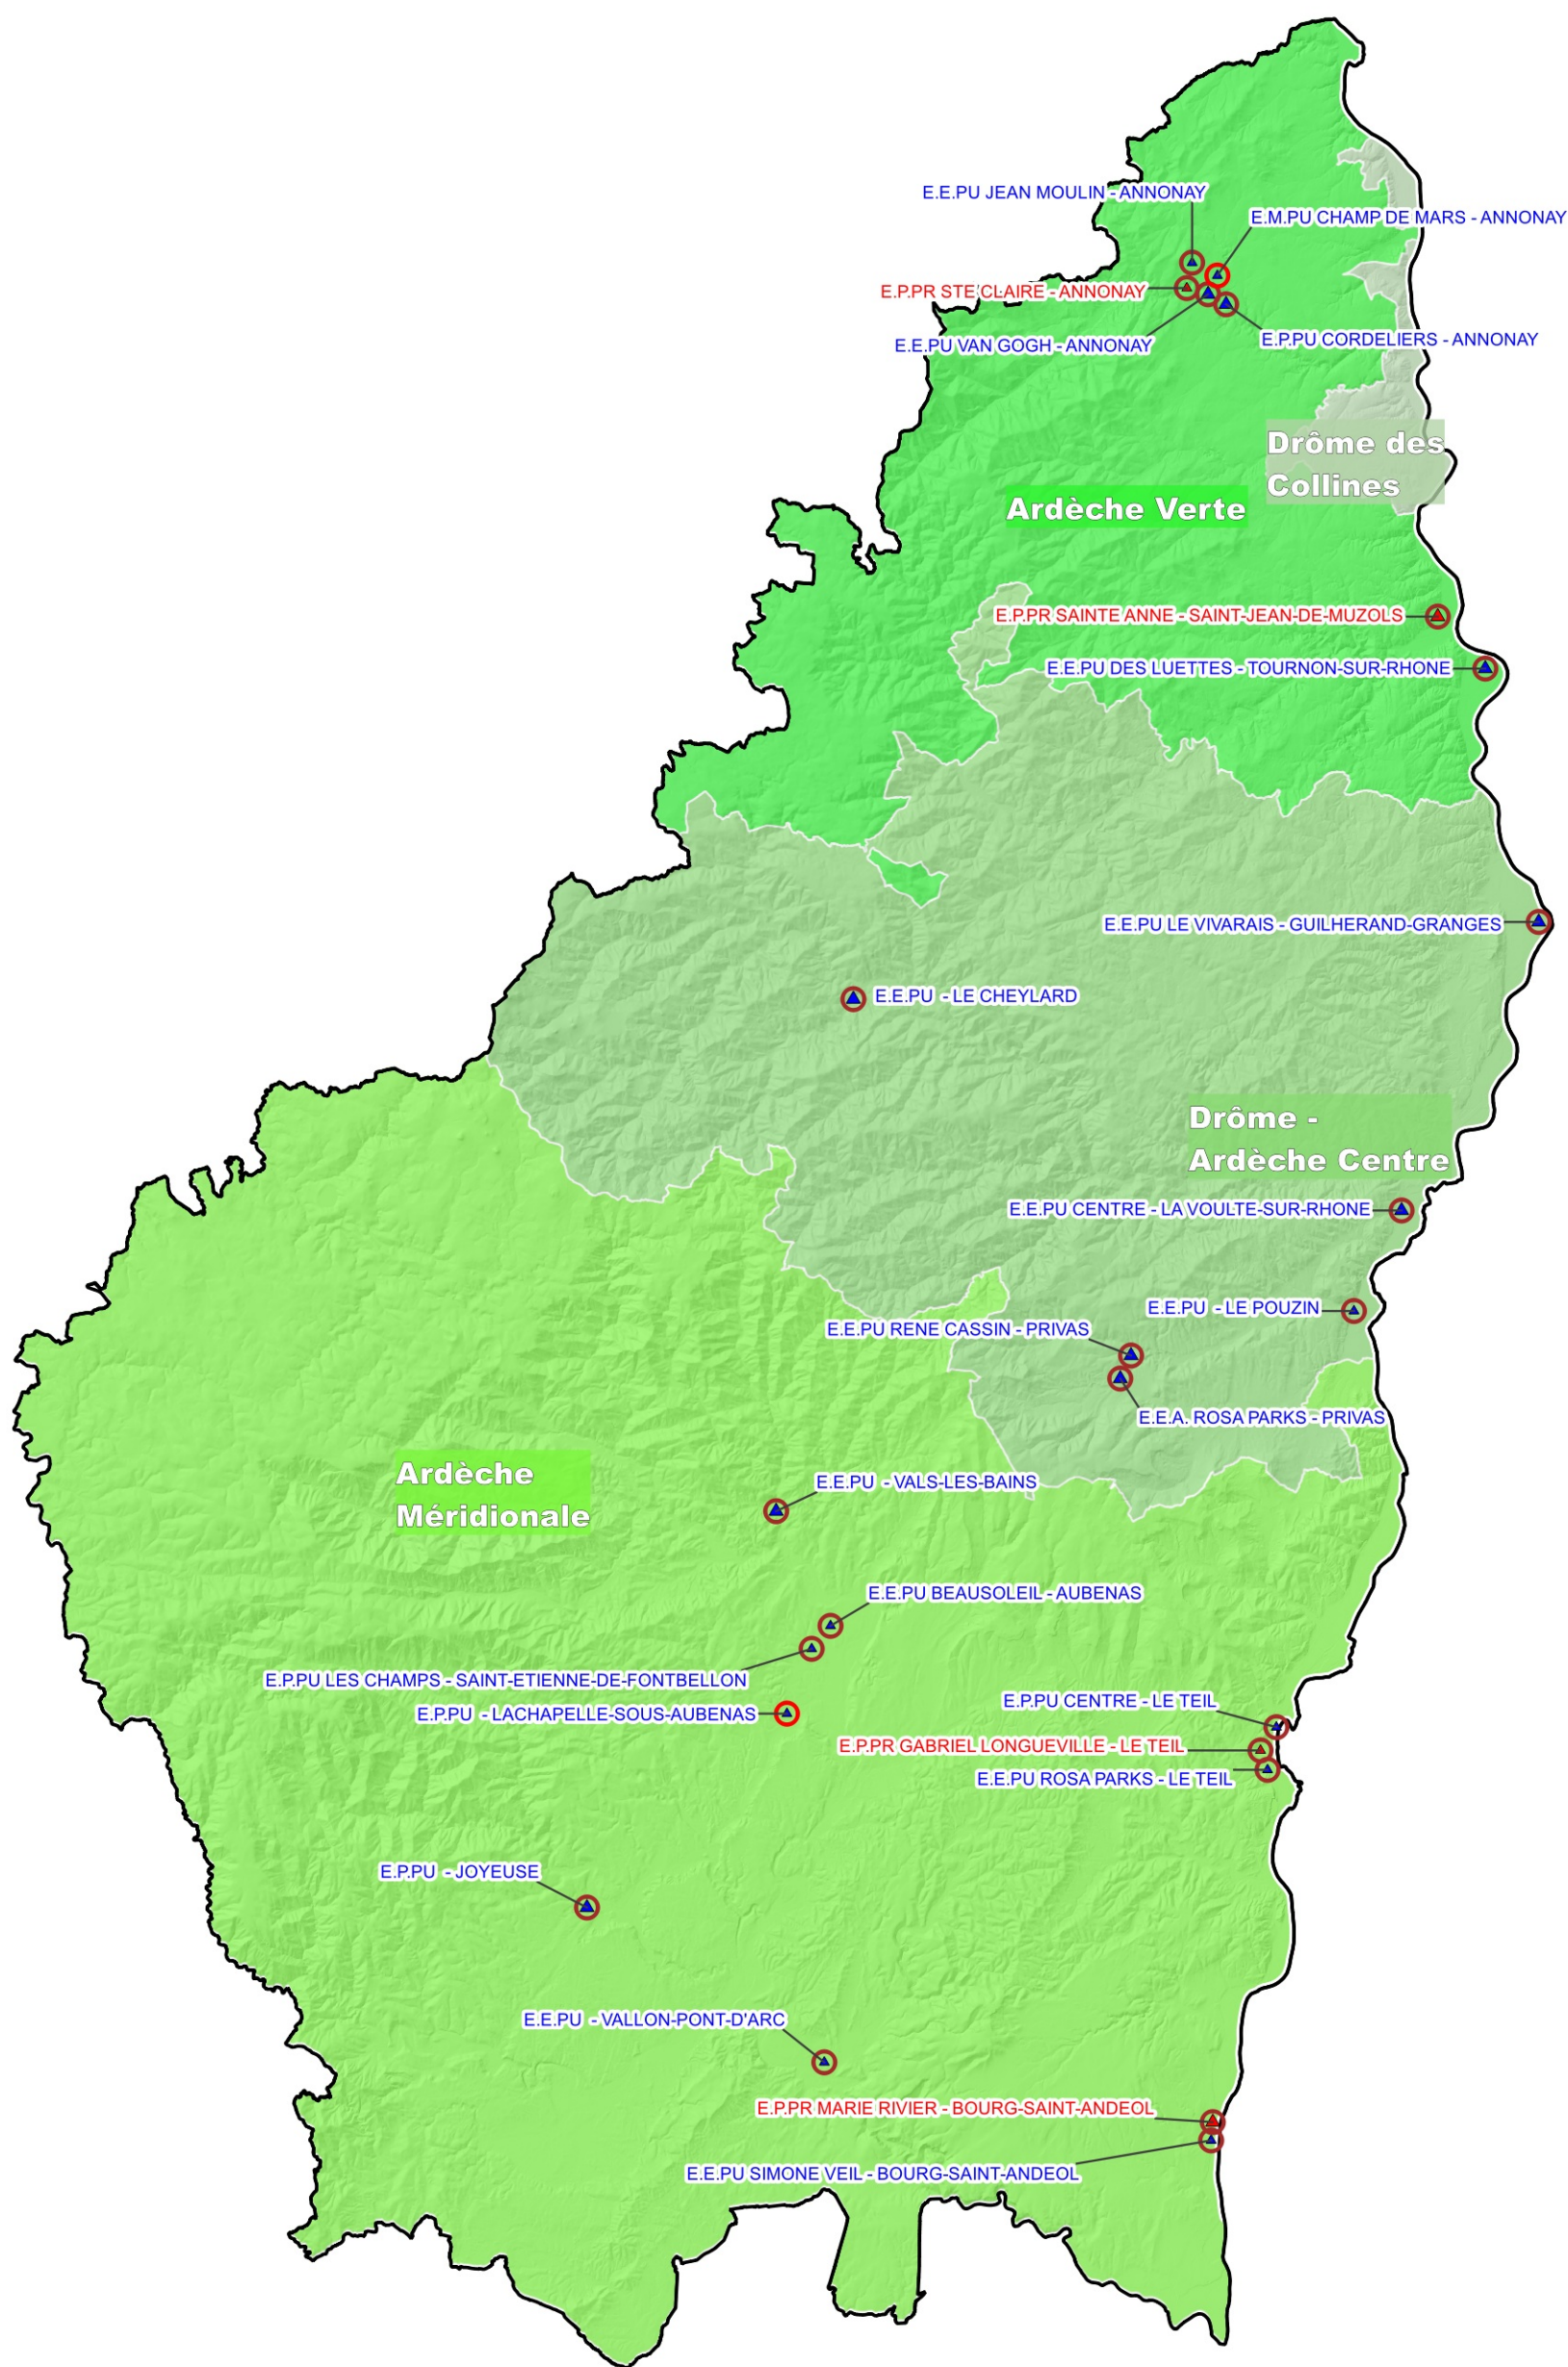 E.E.PU JEAN MOULIN - ANNONAY
E.M.PU CHAMP DE MARS - ANNONAY
E.P.PR STE CLAIRE - ANNONAY
E.E.PU VAN GOGH - ANNONAY
E.P.PU CORDELIERS - ANNONAY
Drôme des
Collines
Ardèche Verte
E.P.PR SAINTE ANNE - SAINT-JEAN-DE-MUZOLS
E.E.PU DES LUETTES - TOURNON-SUR-RHONE
E.E.PU LE VIVARAIS - GUILHERAND-GRANGES
E.E.PU - LE CHEYLARD
Drôme -
Ardèche Centre
E.E.PU CENTRE - LA VOULTE-SUR-RHONE
E.E.PU - LE POUZIN
E.E.PU RENE CASSIN - PRIVAS
E.E.A. ROSA PARKS - PRIVAS
Ardèche
Méridionale
E.E.PU - VALS-LES-BAINS
E.E.PU BEAUSOLEIL - AUBENAS
E.P.PU LES CHAMPS - SAINT-ETIENNE-DE-FONTBELLON
E.P.PU - LACHAPELLE-SOUS-AUBENAS
E.P.PU CENTRE - LE TEIL
E.P.PR GABRIEL LONGUEVILLE - LE TEIL
E.E.PU ROSA PARKS - LE TEIL
E.P.PU - JOYEUSE
E.E.PU - VALLON-PONT-D'ARC
E.P.PR MARIE RIVIER - BOURG-SAINT-ANDEOL
E.E.PU SIMONE VEIL - BOURG-SAINT-ANDEOL